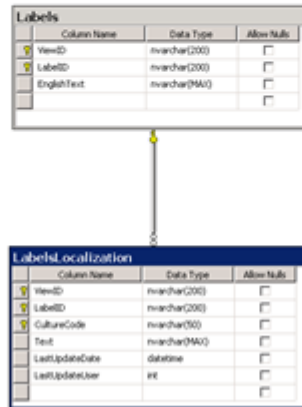 Labels
Column Name Data Type Allow Nulls
ViewID nvarchar(200)
LabelID nvarchar(200)
EnglishText nvarchar(MAX)
LabelsLocalization
Column Name Data Type Allow Nulls
ViewID nvarchar(200)
LabelID nvarchar(200)
CultureCode nvarchar(50)
Text nvarchar(MAX)
LastUpdateDate datetime
LastUpdateUser int